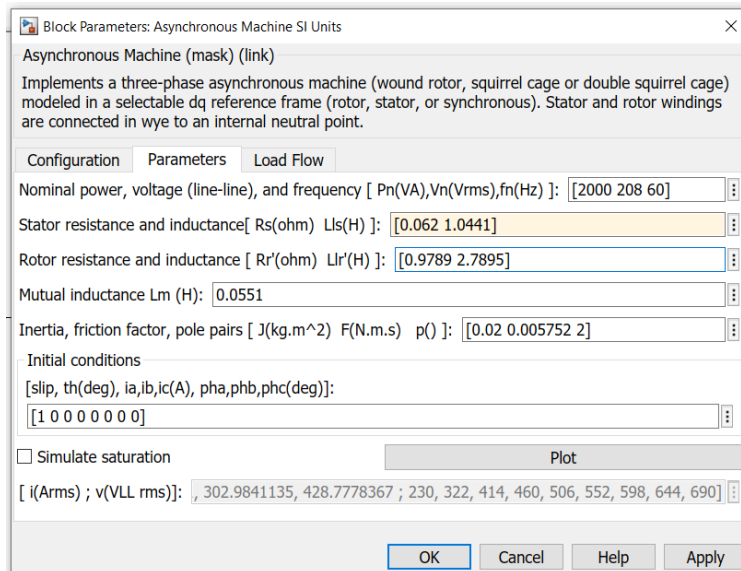 Block Parameters: Asynchronous Machine SI Units
Asynchronous Machine (mask) (link)
Implements a three-phase asynchronous machine (wound rotor, squirrel cage or double squirrel cage)
modeled in a selectable dq reference frame (rotor, stator, or synchronous). Stator and rotor windings
are connected in wye to an internal neutral point.
Configuration Parameters Load Flow
Nominal power, voltage (line-line), and frequency [ Pn(VA),Vn(Vrms),fn(Hz) ]: [2000 208 60]
Stator resistance and inductance[ Rs(ohm) Lls(H) ]: [0.062 1.0441]
Rotor resistance and inductance [ Rr'(ohm) Llr'(H) ]: [0.9789 2.7895]
Mutual inductance Lm (H): 0.0551
Inertia, friction factor, pole pairs [ J(kg.m^2) F(N.m.s) p() ]: [0.02 0.005752 2]
Initial conditions
[slip, th(deg), ia,ib,ic(A), pha,phb,phc(deg)]:
[1 0 0 0 0 0 0 0]
Simulate saturation Plot
[ i(Arms) ; v(VLL rms)]: , 302.9841135, 428.7778367 ; 230, 322, 414, 460, 506, 552, 598, 644, 690]
OK Cancel Help Apply